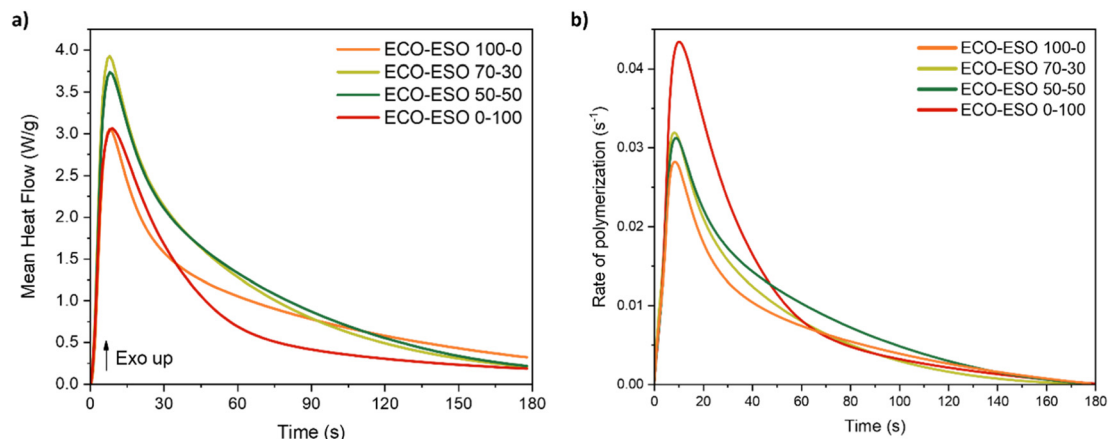 a)
Mean Heat Flow (W/g)
4.0
3.5
3.0
2.5
2.0
1.5
1.0
0.5
0.0
ECO-ESO 100-0
ECO-ESO 70-30
ECO-ESO 50-50
ECO-ESO 0-100
Exo up
0 30 60 90 120 150 180
Time (s)
b)
Rate of polymerization (s-1)
0.04
0.03
0.02
0.01
0.00
ECO-ESO 100-0
ECO-ESO 70-30
ECO-ESO 50-50
ECO-ESO 0-100
0 20 40 60 80 100 120 140 160 180
Time (s)